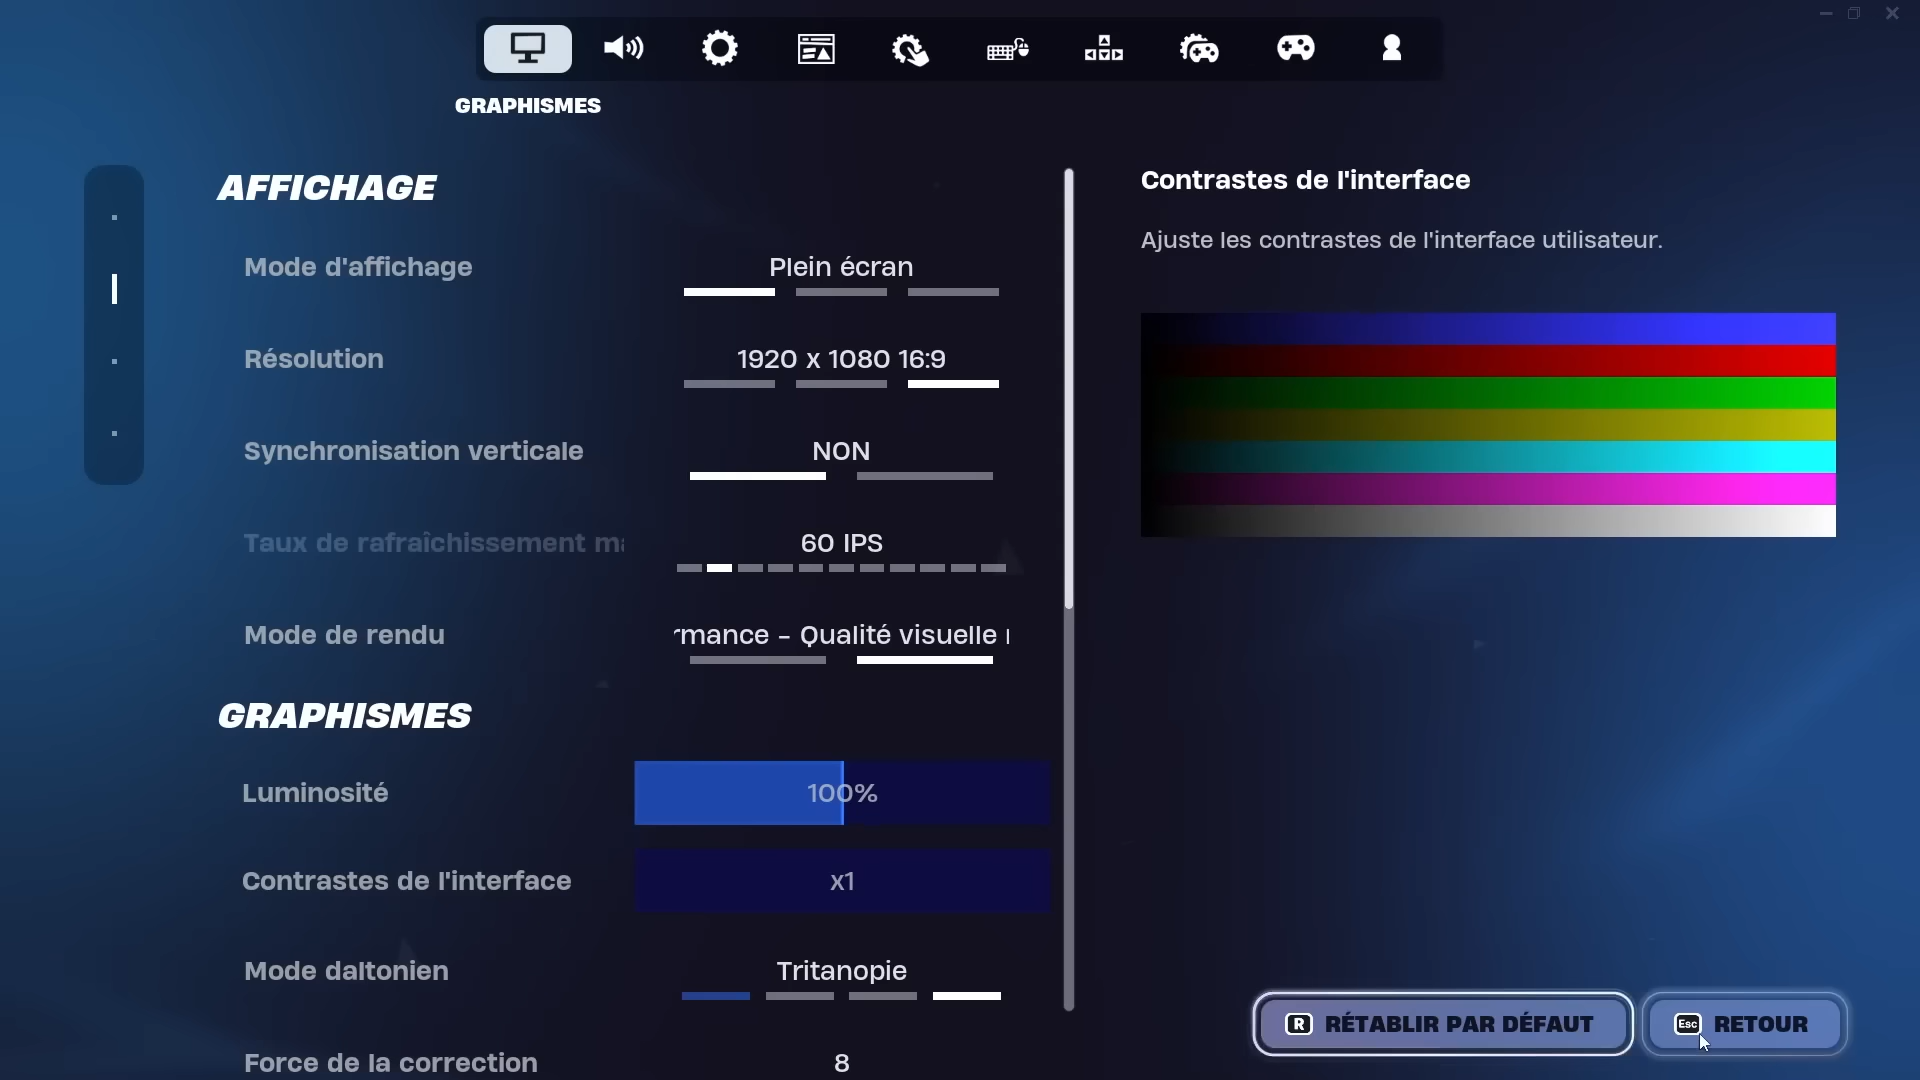 GRAPHISMES
AFFICHAGE
Mode d'affichage
Plein écran
Résolution
1920 x 1080 16:9
Synchronisation verticale
NON
Taux de rafraîchissement
60 IPS
Mode de rendu
- Qualité visuelle
GRAPHISMES
Luminosité
100%
Contrastes de l'interface
x1
Mode daltonien
Tritanopie
Force de la correction
8
Contrastes de l'interface
Ajuste les contrastes de l'interface utilisateur.
R RÉTABLIR PAR DÉFAUT
Esc RETOUR